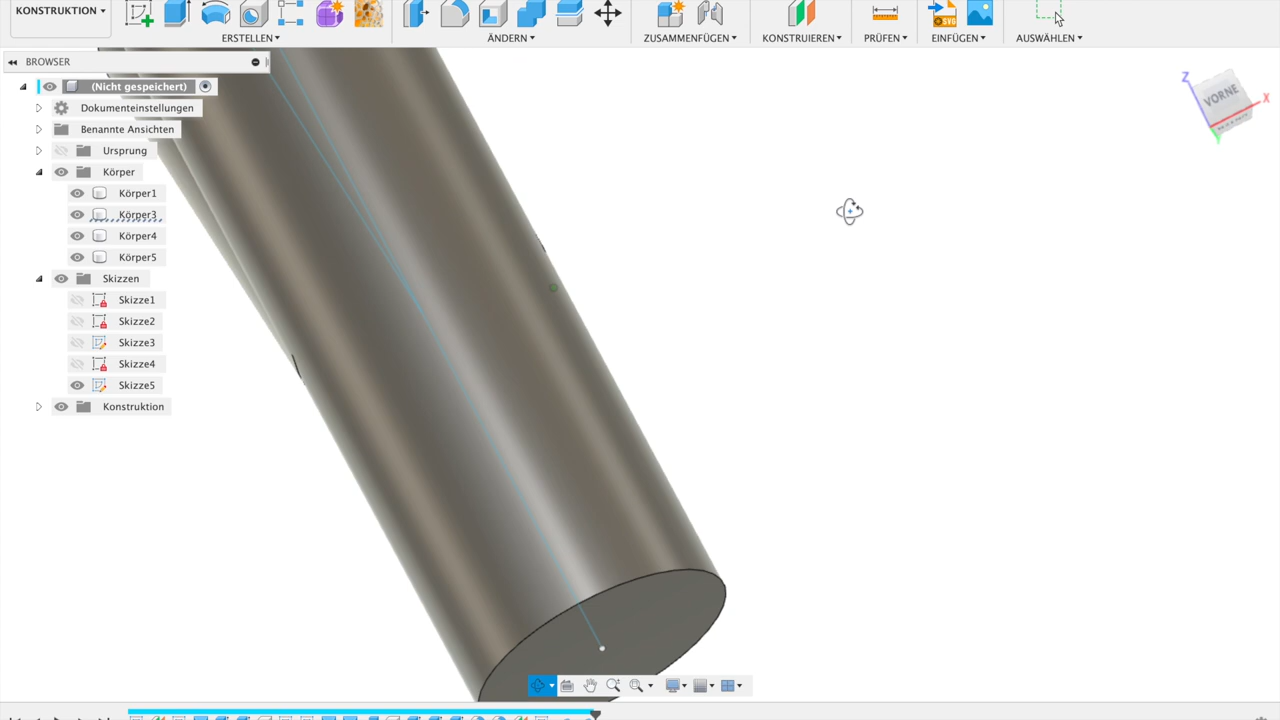 KONSTRUKTION
ERSTELLEN
ÄNDERN
ZUSAMMENFÜGEN
KONSTRUIEREN
PRÜFEN
EINFÜGEN
SVG
AUSWÄHLEN
BROWSER
(Nicht gespeichert)
Dokumenteinstellungen
Benannte Ansichten
Ursprung
Körper
Körper1
Körper3
Körper4
Körper5
Skizzen
Skizze1
Skizze2
Skizze3
Skizze4
Skizze5
Konstruktion
Z
VORNE
X
Y